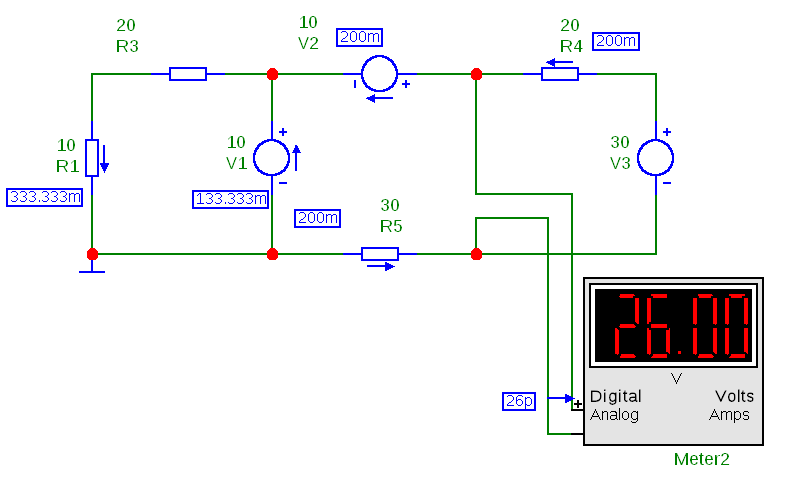 20
R3
10
V2
200m
20
R4
200m
10
R1
333.333m
10
V1
133.333m
30
V3
200m
30
R5
26.00
V
26p
Digital Volts
Analog Amps
Meter2